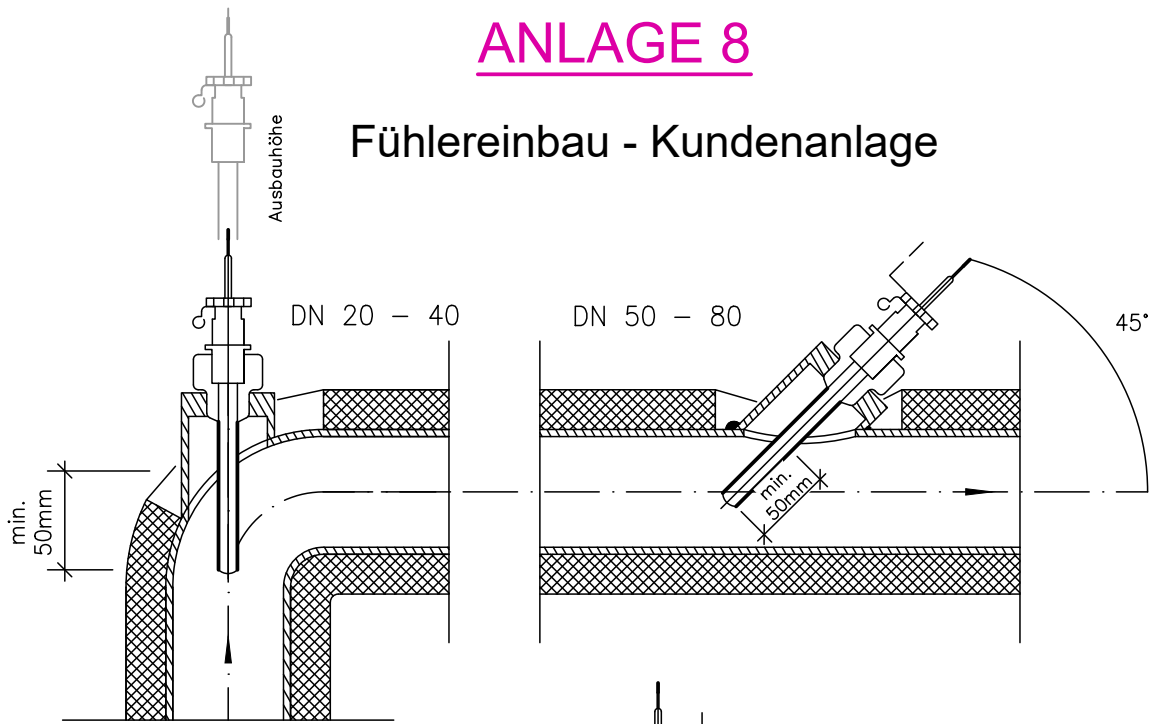 ANLAGE 8
Fühlereinbau - Kundenanlage
Ausbauhöhe
DN 20 - 40
DN 50 - 80
45°
min.
50mm
min.
50mm